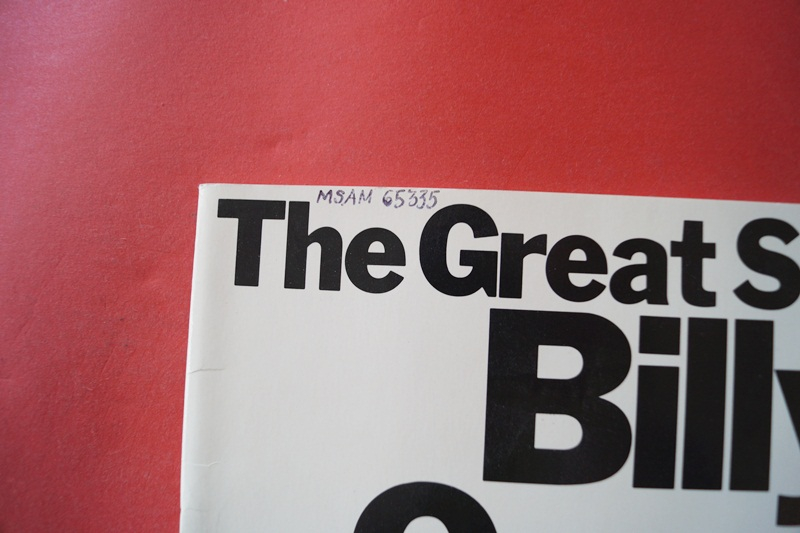 MSAM 65335
The Great S
Billy